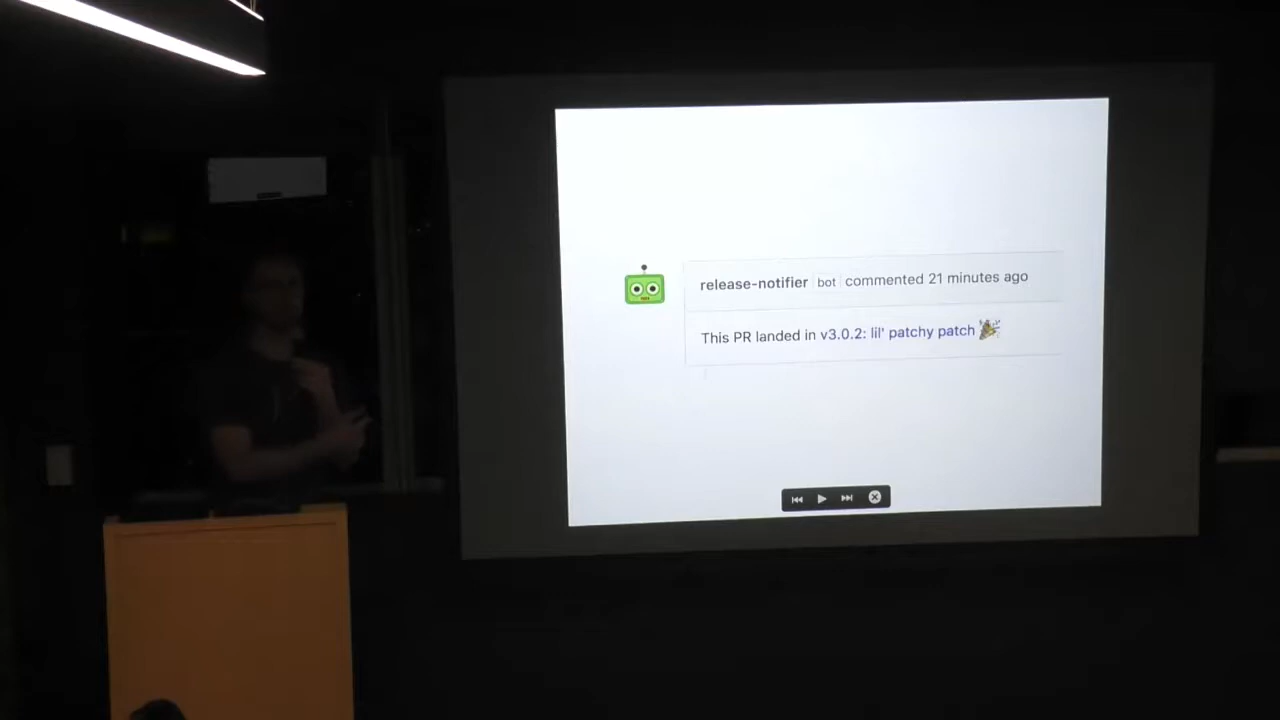 release-notifier bot commented 21 minutes ago
This PR landed in v3.0.2: lil' patchy patch 🎉